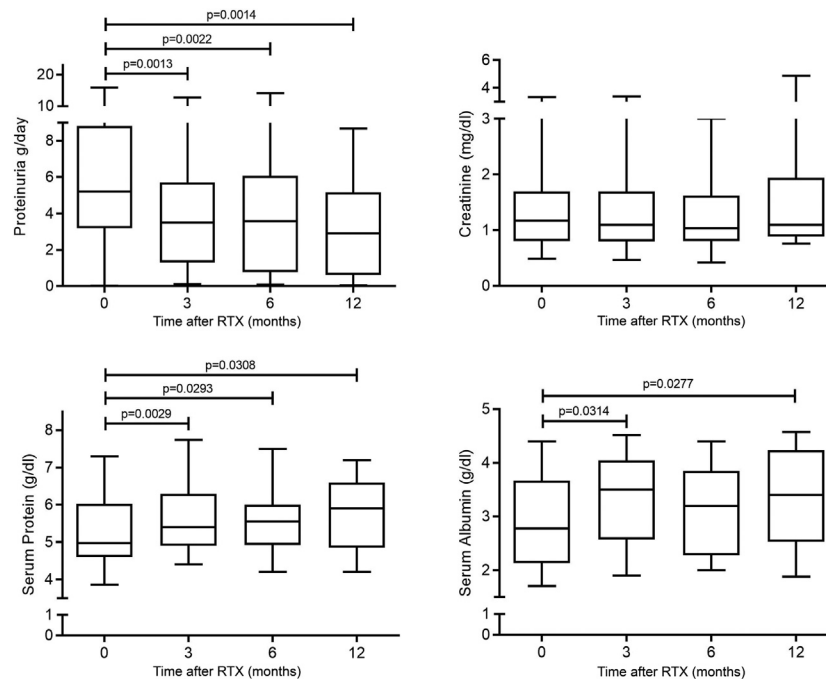 p=0.0014
p=0.0022
p=0.0013
Proteinuria g/day
20
10
8
6
4
2
0
0 3 6 12
Time after RTX (months)
Creatinine (mg/dl)
6
4
3
2
1
0
0 3 6 12
Time after RTX (months)
p=0.0308
p=0.0293
p=0.0029
Serum Protein (g/dl)
8
7
6
5
4
1
0
0 3 6 12
Time after RTX (months)
p=0.0277
p=0.0314
Serum Albumin (g/dl)
5
4
3
2
1
0
0 3 6 12
Time after RTX (months)